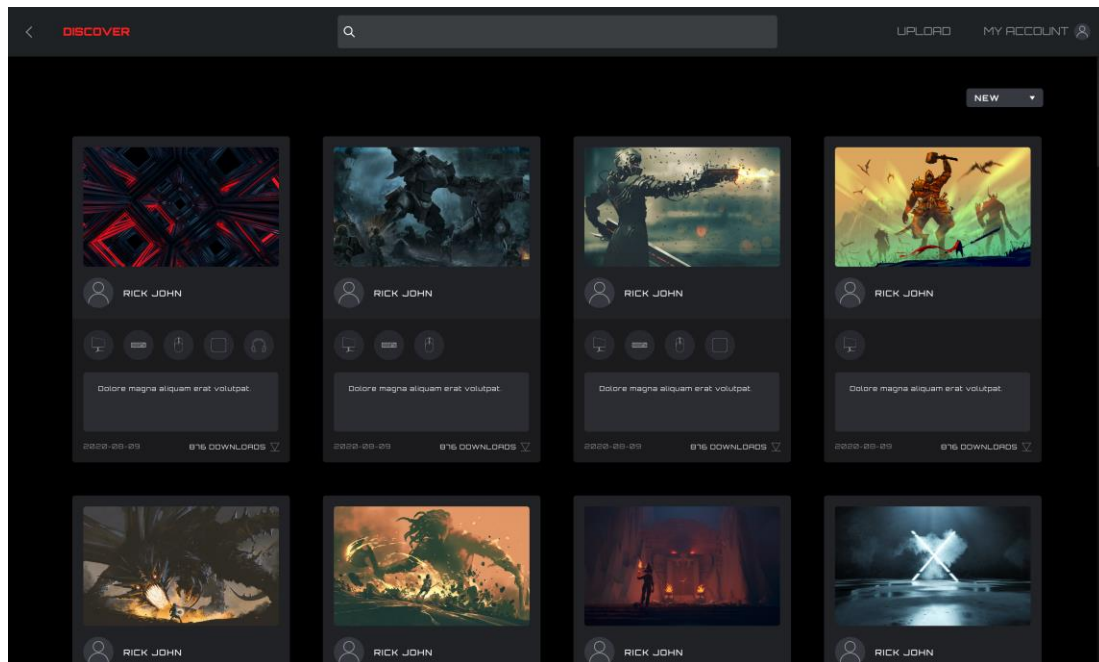 DISCOVER
UPLOAD
MY ACCOUNT
NEW
RICK JOHN
Dolore magna aliquam erat volutpat.
2020-08-09 876 DOWNLOADS
RICK JOHN
Dolore magna aliquam erat volutpat.
2020-08-09 876 DOWNLOADS
RICK JOHN
Dolore magna aliquam erat volutpat.
2020-08-09 876 DOWNLOADS
RICK JOHN
Dolore magna aliquam erat volutpat.
2020-08-09 876 DOWNLOADS
RICK JOHN
RICK JOHN
RICK JOHN
RICK JOHN